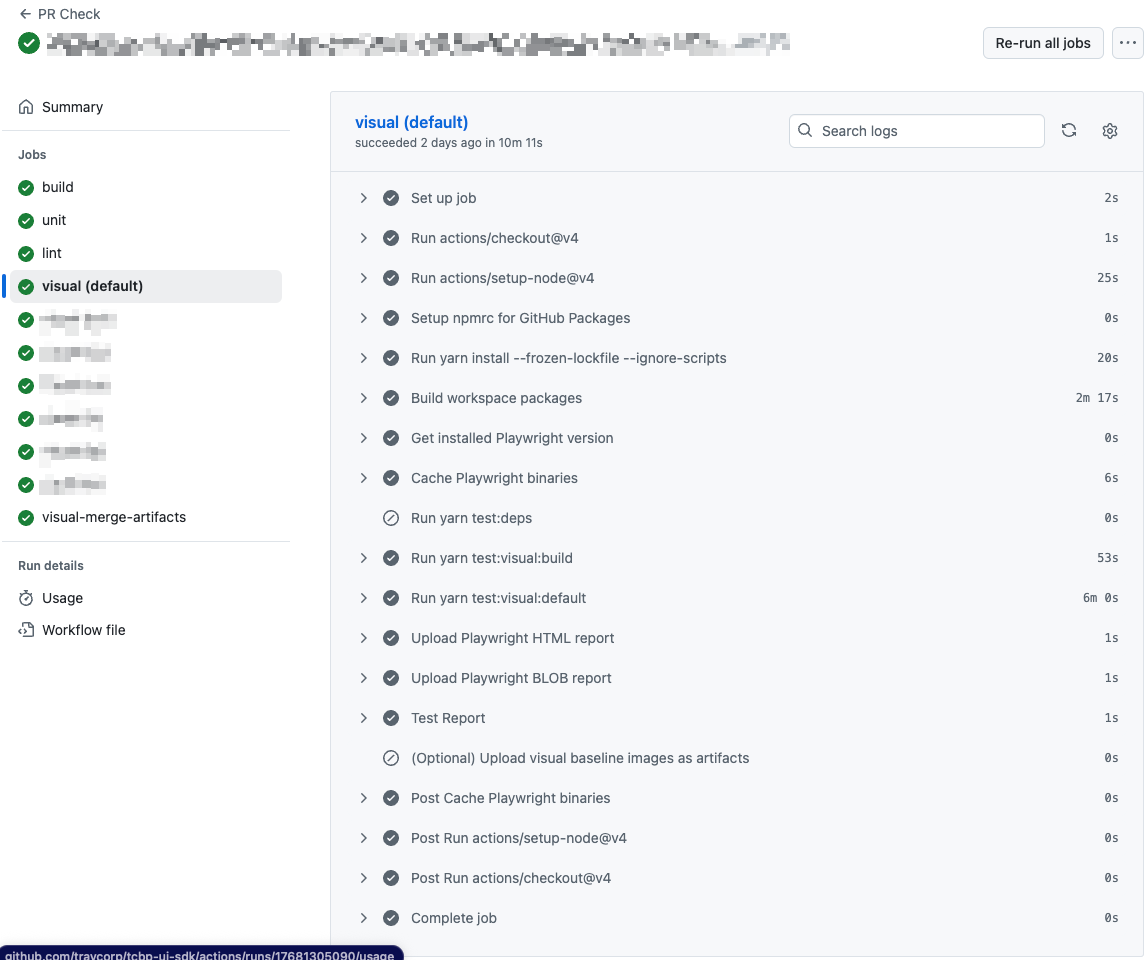 PR Check
Re-run all jobs
Summary
Jobs
build
unit
lint
visual (default)
visual-merge-artifacts
Run details
Usage
Workflow file
visual (default)
succeeded 2 days ago in 10m 11s
Search logs
Set up job 2s
Run actions/checkout@v4 1s
Run actions/setup-node@v4 25s
Setup npmrc for GitHub Packages 0s
Run yarn install --frozen-lockfile --ignore-scripts 20s
Build workspace packages 2m 17s
Get installed Playwright version 0s
Cache Playwright binaries 6s
Run yarn test:deps 0s
Run yarn test:visual:build 53s
Run yarn test:visual:default 6m 0s
Upload Playwright HTML report 1s
Upload Playwright BLOB report 1s
Test Report 1s
(Optional) Upload visual baseline images as artifacts 0s
Post Cache Playwright binaries 0s
Post Run actions/setup-node@v4 0s
Post Run actions/checkout@v4 0s
Complete job 0s
github.com/traycorp/tcbp-ui-sdk/actions/runs/17681305090/usage